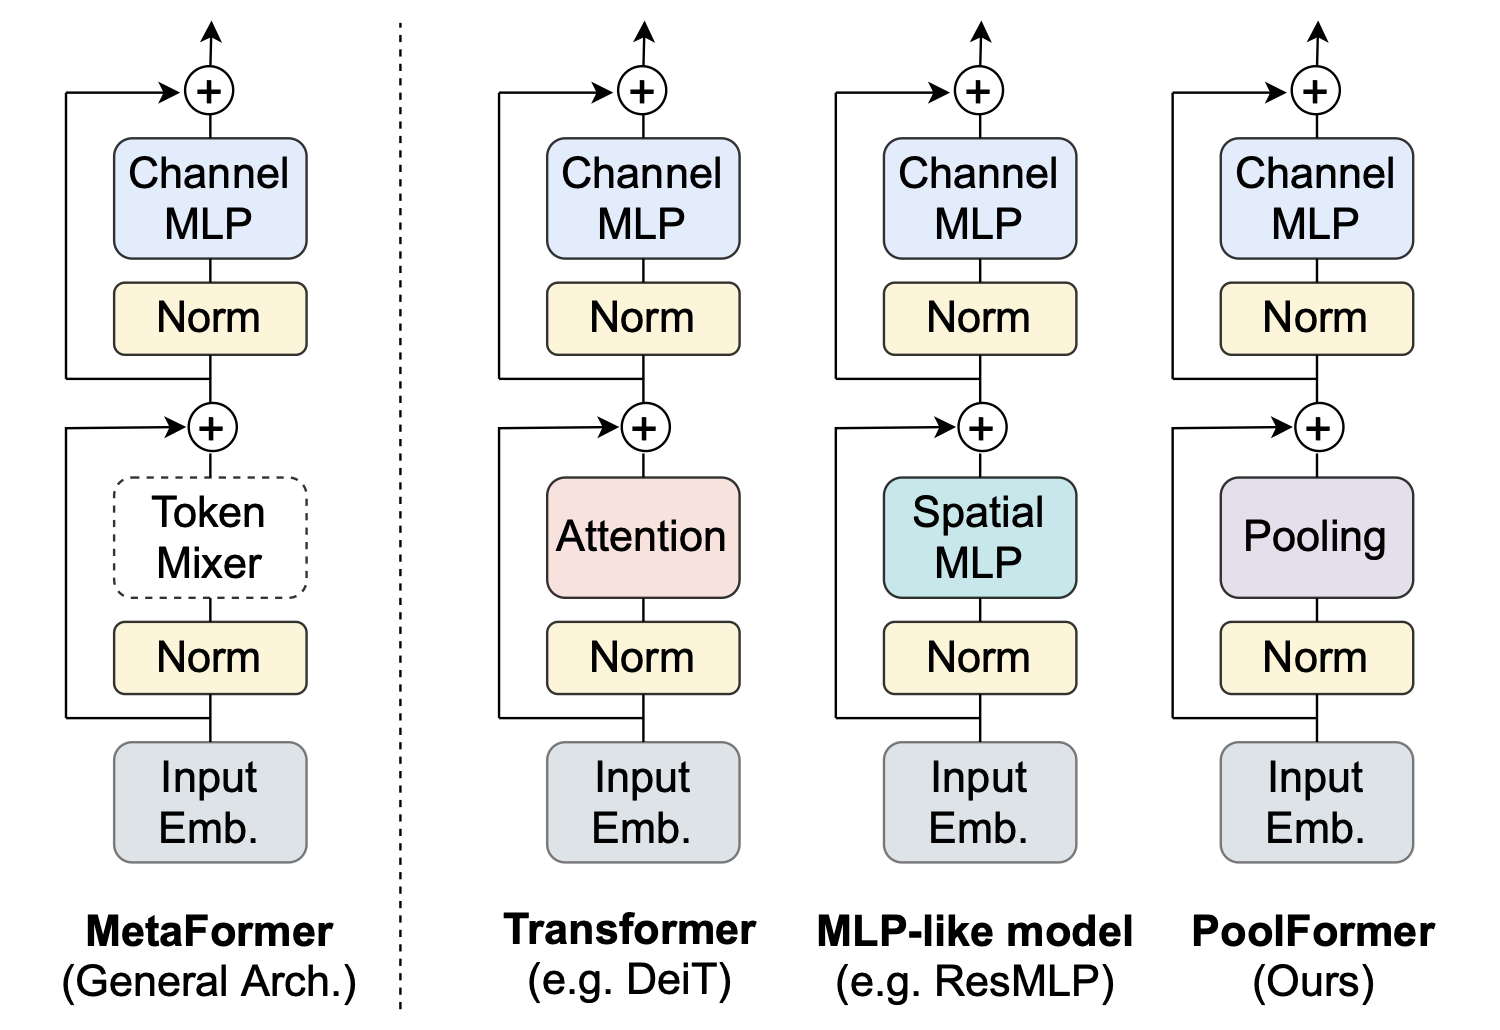 +
Channel
MLP
Norm
+
Token
Mixer
Norm
Input
Emb.
MetaFormer
(General Arch.)
+
Channel
MLP
Norm
+
Attention
Norm
Input
Emb.
Transformer
(e.g. DeiT)
+
Channel
MLP
Norm
+
Spatial
MLP
Norm
Input
Emb.
MLP-like model
(e.g. ResMLP)
+
Channel
MLP
Norm
+
Pooling
Norm
Input
Emb.
PoolFormer
(Ours)